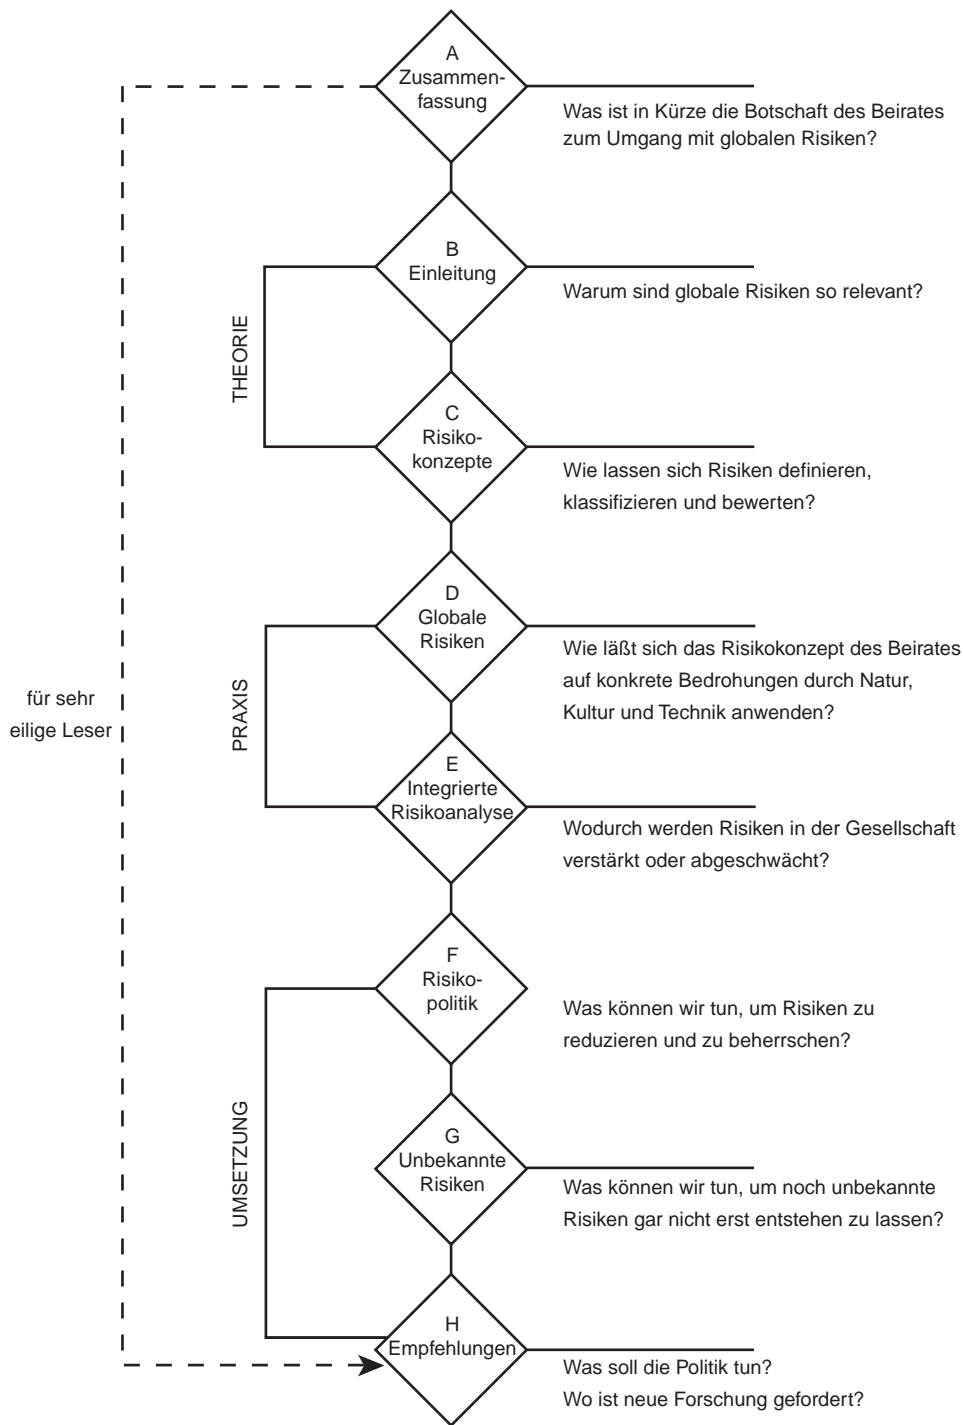 A
Zusammen-
fassung
Was ist in Kürze die Botschaft des Beirates
zum Umgang mit globalen Risiken?
B
Einleitung
Warum sind globale Risiken so relevant?
THEORIE
C
Risiko-
konzepte
Wie lassen sich Risiken definieren,
klassifizieren und bewerten?
D
Globale
Risiken
Wie läßt sich das Risikokonzept des Beirates
auf konkrete Bedrohungen durch Natur,
Kultur und Technik anwenden?
für sehr
eilige Leser
PRAXIS
E
Integrierte
Risikoanalyse
Wodurch werden Risiken in der Gesellschaft
verstärkt oder abgeschwächt?
F
Risiko-
politik
Was können wir tun, um Risiken zu
reduzieren und zu beherrschen?
UMSETZUNG
G
Unbekannte
Risiken
Was können wir tun, um noch unbekannte
Risiken gar nicht erst entstehen zu lassen?
H
Empfehlungen
Was soll die Politik tun?
Wo ist neue Forschung gefordert?